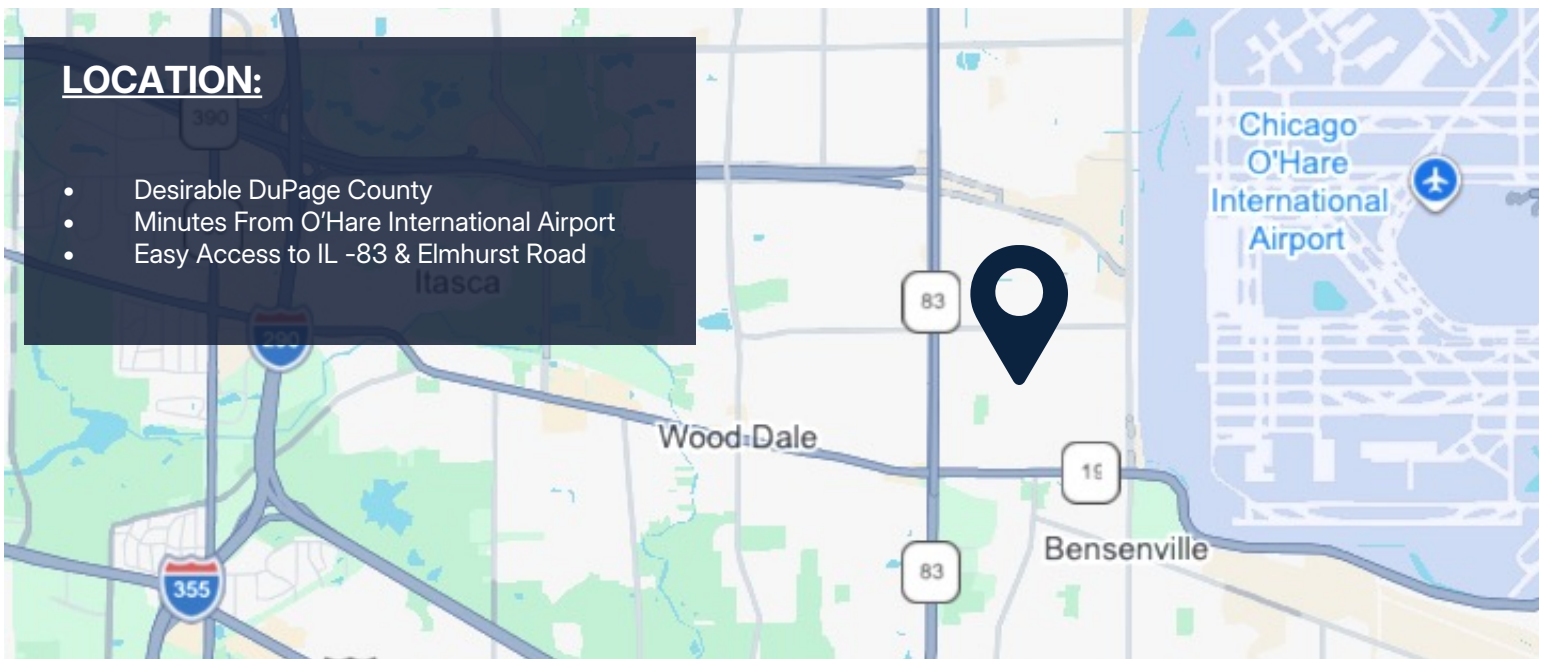 LOCATION:
390
• Desirable DuPage County
• Minutes From O’Hare International Airport
• Easy Access to IL -83 & Elmhurst Road
Itasca
290
Chicago
O'Hare
International
Airport
83
Wood Dale
19
Bensenville
83
355